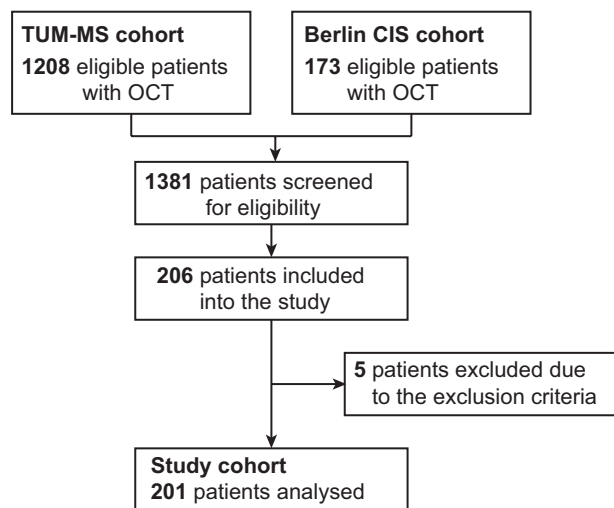 TUM-MS cohort
1208 eligible patients
with OCT
Berlin CIS cohort
173 eligible patients
with OCT
1381 patients screened
for eligibility
206 patients included
into the study
5 patients excluded due
to the exclusion criteria
Study cohort
201 patients analysed